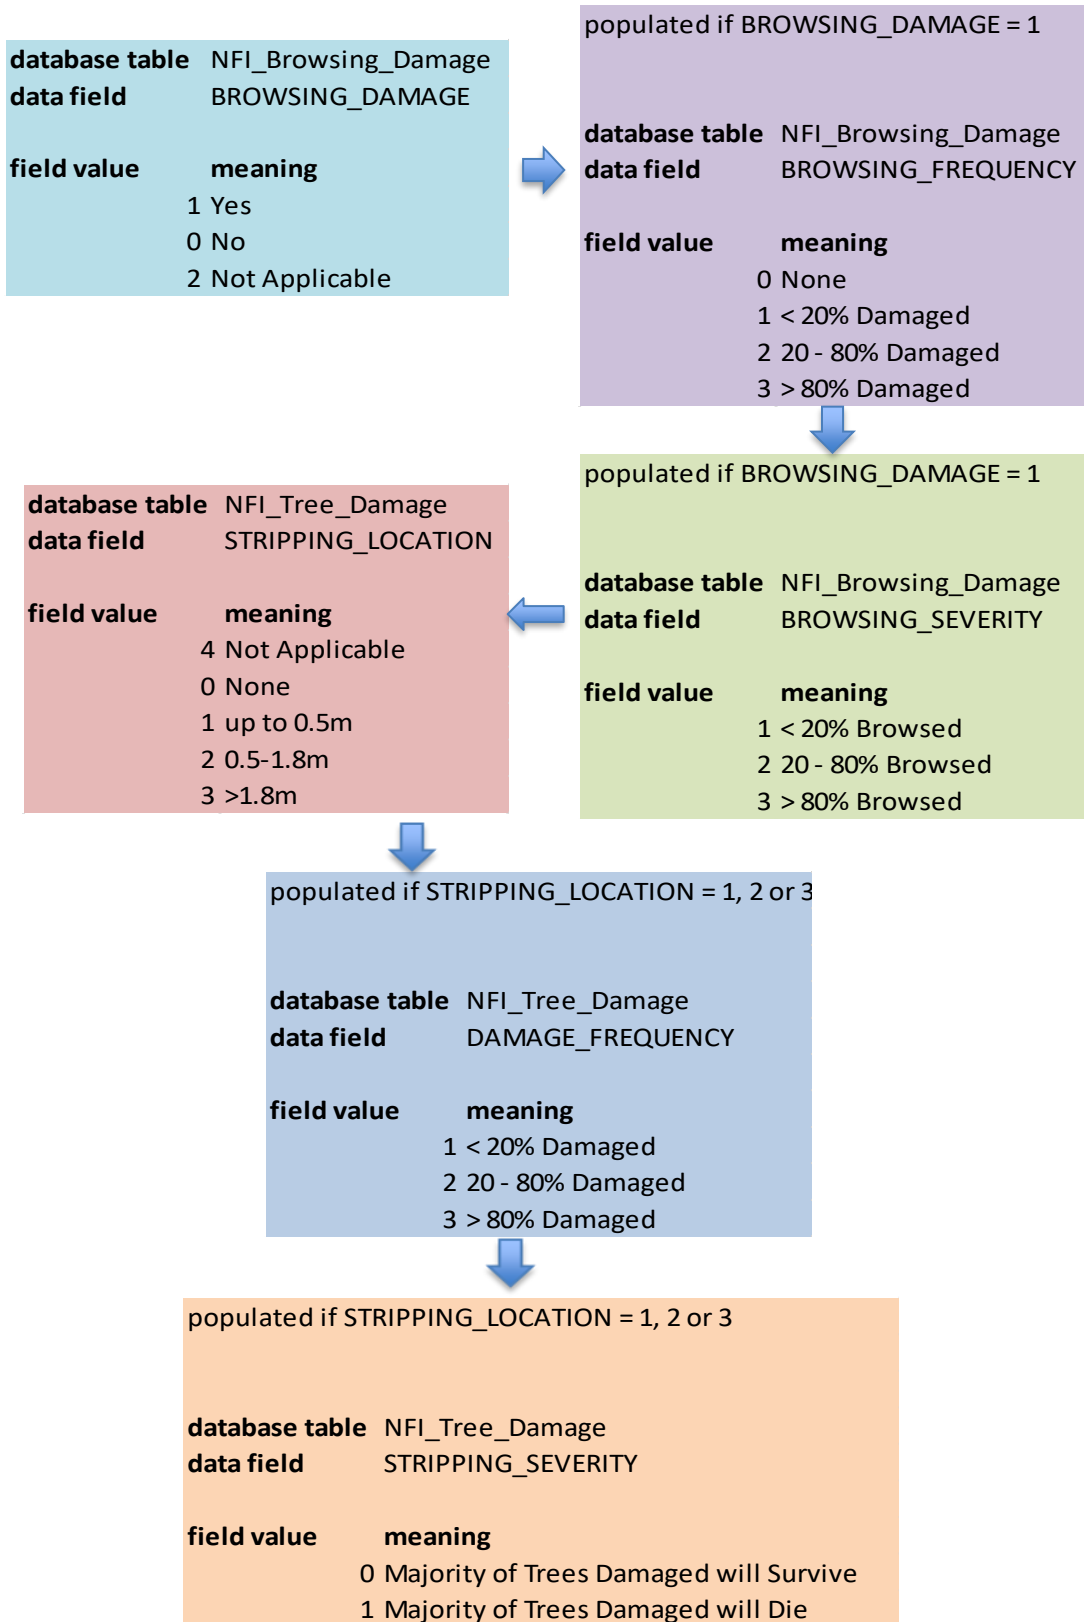 database table NFI_Browsing_Damage
data field BROWSING_DAMAGE
field value meaning
1 Yes
0 No
2 Not Applicable
populated if BROWSING_DAMAGE = 1
database table NFI_Browsing_Damage
data field BROWSING_FREQUENCY
field value meaning
0 None
1 < 20% Damaged
2 20 - 80% Damaged
3 > 80% Damaged
populated if BROWSING_DAMAGE = 1
database table NFI_Browsing_Damage
data field BROWSING_SEVERITY
field value meaning
1 < 20% Browsed
2 20 - 80% Browsed
3 > 80% Browsed
database table NFI_Tree_Damage
data field STRIPPING_LOCATION
field value meaning
4 Not Applicable
0 None
1 up to 0.5m
2 0.5-1.8m
3 >1.8m
populated if STRIPPING_LOCATION = 1, 2 or 3
database table NFI_Tree_Damage
data field DAMAGE_FREQUENCY
field value meaning
1 < 20% Damaged
2 20 - 80% Damaged
3 > 80% Damaged
populated if STRIPPING_LOCATION = 1, 2 or 3
database table NFI_Tree_Damage
data field STRIPPING_SEVERITY
field value meaning
0 Majority of Trees Damaged will Survive
1 Majority of Trees Damaged will Die